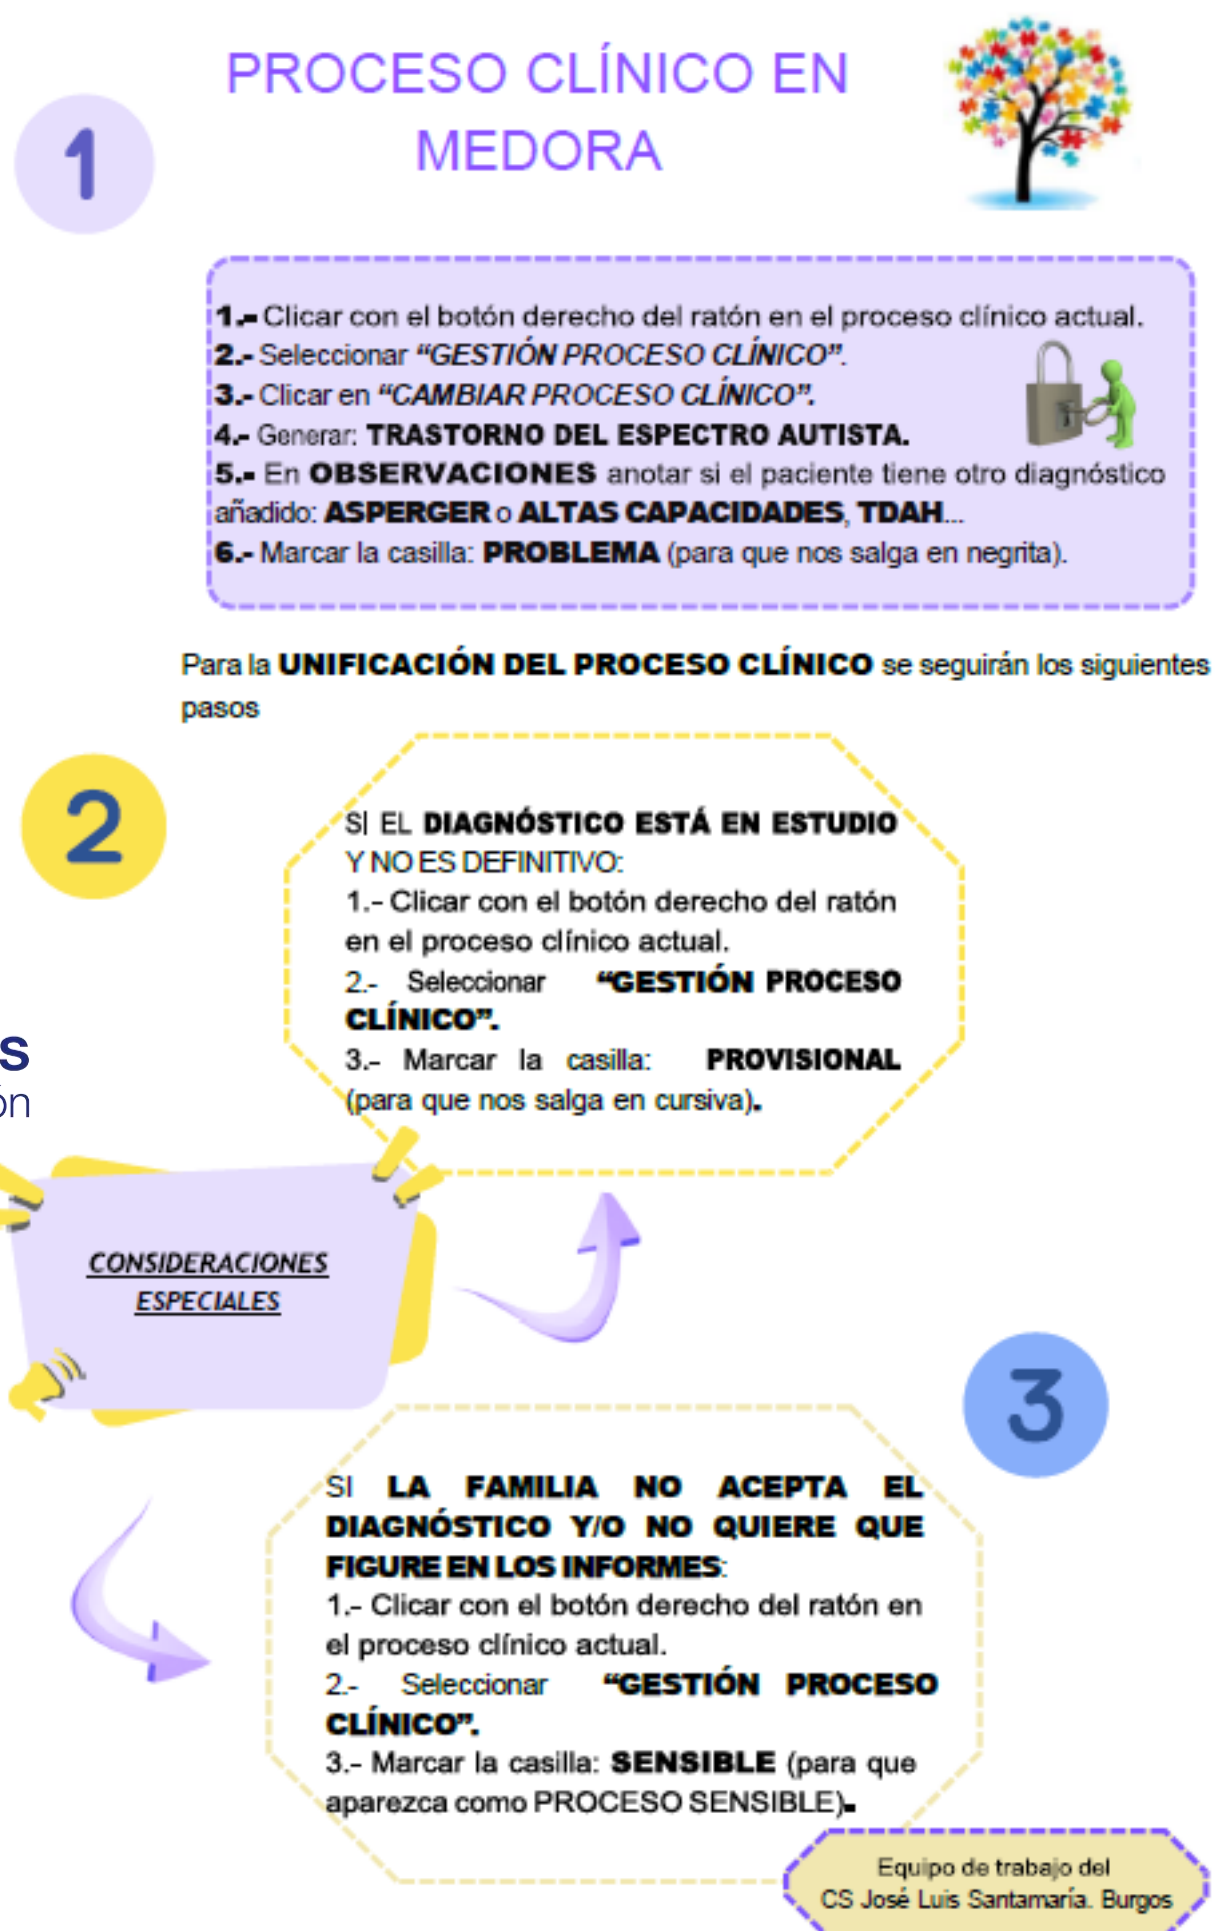 PROCESO CLÍNICO EN
MEDORA
1
1.- Clicar con el botón derecho del ratón en el proceso clínico actual.
2.- Seleccionar “GESTIÓN PROCESO CLÍNICO”.
3.- Clicar en “CAMBIAR PROCESO CLÍNICO”.
4.- Generar: TRASTORNO DEL ESPECTRO AUTISTA.
5.- En OBSERVACIONES anotar si el paciente tiene otro diagnóstico
añadido: ASPERGER o ALTAS CAPACIDADES, TDAH...
6.- Marcar la casilla: PROBLEMA (para que nos salga en negrita).
Para la UNIFICACIÓN DEL PROCESO CLÍNICO se seguirán los siguientes
pasos
2
SI EL DIAGNÓSTICO ESTÁ EN ESTUDIO
Y NO ES DEFINITIVO:
1.- Clicar con el botón derecho del ratón
en el proceso clínico actual.
2.- Seleccionar “GESTIÓN PROCESO
CLÍNICO”.
3.- Marcar la casilla: PROVISIONAL
(para que nos salga en cursiva).
s
ón
CONSIDERACIONES
ESPECIALES
3
SI LA FAMILIA NO ACEPTA EL
DIAGNÓSTICO Y/O NO QUIERE QUE
FIGURE EN LOS INFORMES:
1.- Clicar con el botón derecho del ratón en
el proceso clínico actual.
2.- Seleccionar “GESTIÓN PROCESO
CLÍNICO”.
3.- Marcar la casilla: SENSIBLE (para que
aparezca como PROCESO SENSIBLE).
Equipo de trabajo del
CS José Luis Santamaría. Burgos